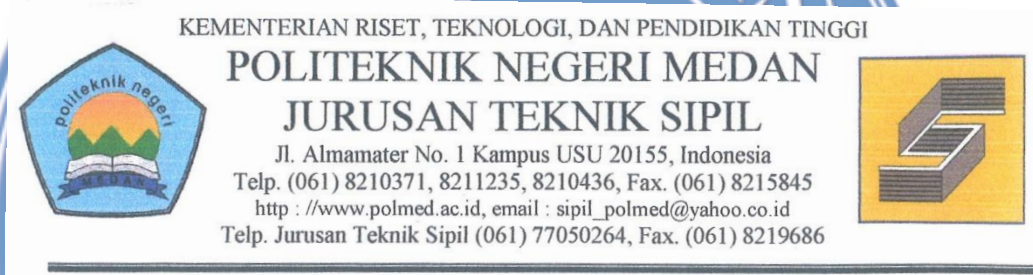 KEMENTERIAN RISET, TEKNOLOGI, DAN PENDIDIKAN TINGGI
POLITEKNIK NEGERI MEDAN
JURUSAN TEKNIK SIPIL
Jl. Almamater No. 1 Kampus USU 20155, Indonesia
Telp. (061) 8210371, 8211235, 8210436, Fax. (061) 8215845
http : //www.polmed.ac.id, email : sipil_polmed@yahoo.co.id
Telp. Jurusan Teknik Sipil (061) 77050264, Fax. (061) 8219686
politeknik negeri
MEDAN